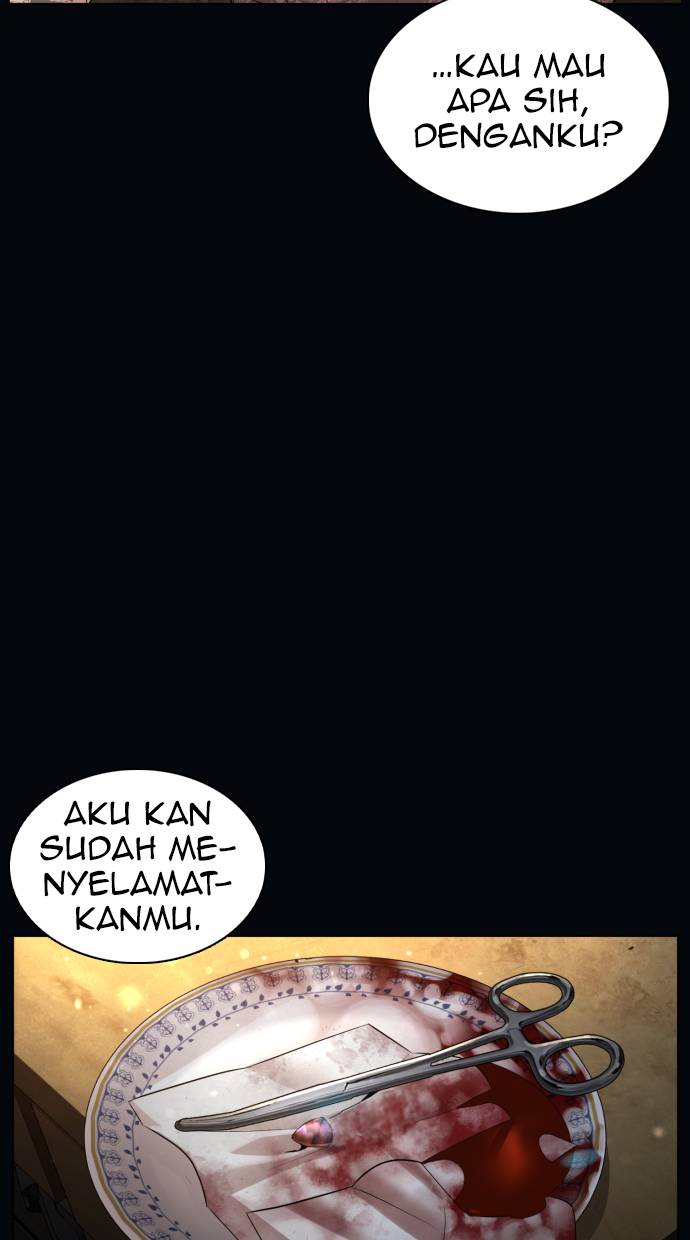 ...KAU MAU
APA SIH,
DENGANKU?
AKU KAN
SUDAH ME-
NYELAMAT-
KANMU.